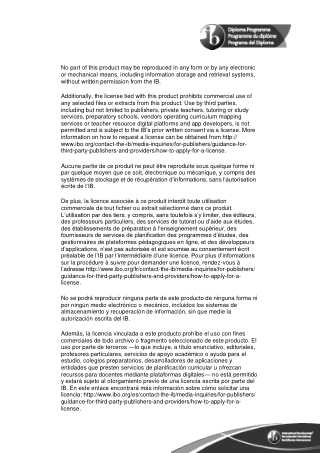 Diploma Programme
Programme du diplôme
Programa del Diploma
No part of this product may be reproduced in any form or by any electronic
or mechanical means, including information storage and retrieval systems,
without written permission from the IB.
Additionally, the license tied with this product prohibits commercial use of
any selected files or extracts from this product. Use by third parties,
including but not limited to publishers, private teachers, tutoring or study
services, preparatory schools, vendors operating curriculum mapping
services or teacher resource digital platforms and app developers, is not
permitted and is subject to the IB's prior written consent via a license. More
information on how to request a license can be obtained from http://
www.ibo.org/contact-the-ib/media-inquiries/for-publishers/guidance-for-
third-party-publishers-and-providers/how-to-apply-for-a-license.
Aucune partie de ce produit ne peut être reproduite sous quelque forme ni
par quelque moyen que ce soit, électronique ou mécanique, y compris des
systèmes de stockage et de récupération d'informations, sans l'autorisation
écrite de l'IB.
De plus, la licence associée à ce produit interdit toute utilisation
commerciale de tout fichier ou extrait sélectionné dans ce produit.
L'utilisation par des tiers, y compris, sans toutefois s'y limiter, des éditeurs,
des professeurs particuliers, des services de tutorat ou d'aide aux études,
des établissements de préparation à l'enseignement supérieur, des
fournisseurs de services de planification des programmes d'études, des
gestionnaires de plateformes pédagogiques en ligne, et des développeurs
d'applications, n'est pas autorisée et est soumise au consentement écrit
préalable de l'IB par l'intermédiaire d'une licence. Pour plus d'informations
sur la procédure à suivre pour demander une licence, rendez-vous à
l'adresse http://www.ibo.org/fr/contact-the-ib/media-inquiries/for-publishers/
guidance-for-third-party-publishers-and-providers/how-to-apply-for-a-
license.
No se podrá reproducir ninguna parte de este producto de ninguna forma ni
por ningún medio electrónico o mecánico, incluidos los sistemas de
almacenamiento y recuperación de información, sin que medie la
autorización escrita del IB.
Además, la licencia vinculada a este producto prohíbe el uso con fines
comerciales de todo archivo o fragmento seleccionado de este producto. El
uso por parte de terceros —lo que incluye, a título enunciativo, editoriales,
profesores particulares, servicios de apoyo académico o ayuda para el
estudio, colegios preparatorios, desarrolladores de aplicaciones y
entidades que presten servicios de planificación curricular u ofrezcan
recursos para docentes mediante plataformas digitales— no está permitido
y estará sujeto al otorgamiento previo de una licencia escrita por parte del
IB. En este enlace encontrará más información sobre cómo solicitar una
licencia: http://www.ibo.org/es/contact-the-ib/media-inquiries/for-publishers/
guidance-for-third-party-publishers-and-providers/how-to-apply-for-a-
license.
International Baccalaureate
Baccalauréat International
Bachillerato Internacional